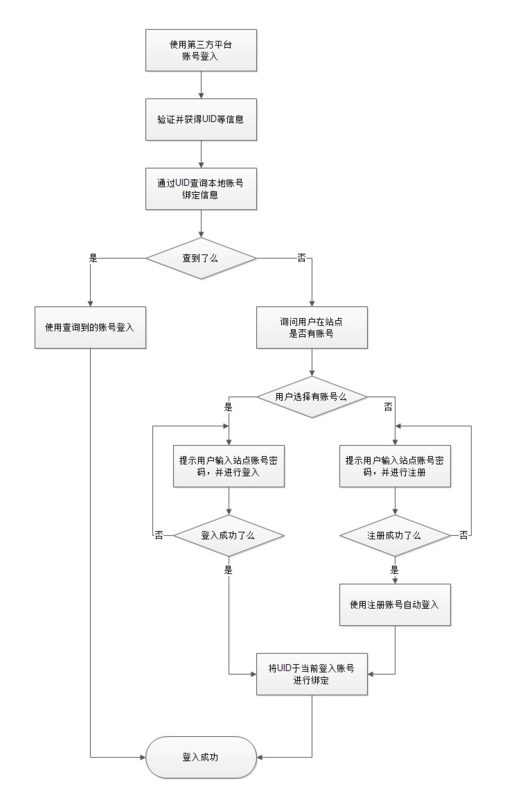 使用第三方平台
账号登入
验证并获得UID等信息
通过UID查询本地账号
绑定信息
查到了么
是
否
使用查询到的账号登入
询问用户在站点
是否有账号
用户选择有账号么
是
否
提示用户输入站点账号密
码，并进行登入
提示用户输入站点账号密
码，并进行注册
否
登入成功了么
注册成功了么
否
是
是
使用注册账号自动登入
将UID于当前登入账号
进行绑定
登入成功